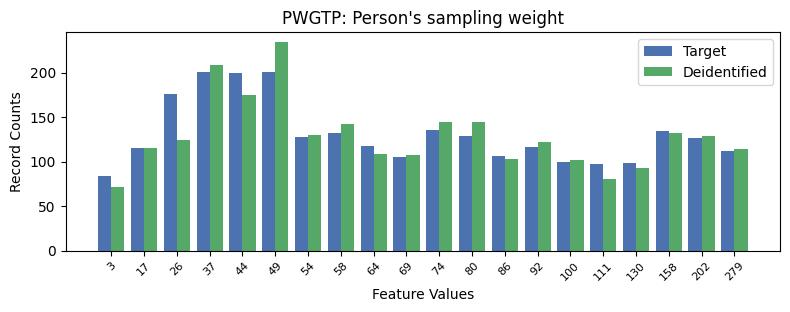 PWGTP: Person's sampling weight
Target
Deidentified
Record Counts
200
150
100
50
0
3 17 26 37 44 49 54 58 64 69 74 80 86 92 100 111 130 158 202 279
Feature Values